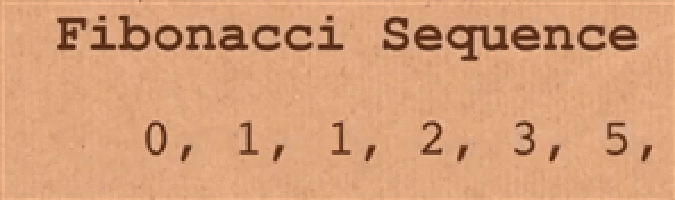 Fibonacci Sequence
0, 1, 1, 2, 3, 5,